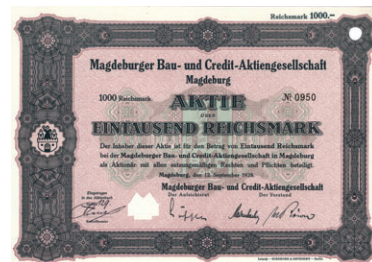 Reichsmark 1000,=
Magdeburger Bau- und Credit-Aktiengesellschaft
Magdeburg
1000 Reichsmark № 0950
AKTIE
ÜBER
EINTAUSEND REICHSMARK
Der Inhaber dieser Aktie ist für den Betrag von Eintausend Reichsmark
bei der Magdeburger Bau- und Credit-Aktiengesellschaft in Magdeburg
als Aktionär mit allen satzungsmäßigen Rechten und Pflichten beteiligt.
Magdeburg, den 12. September 1928.
Magdeburger Bau- und Credit-Aktiengesellschaft
Der Aufsichtsrat Der Vorstand
Eingetragen